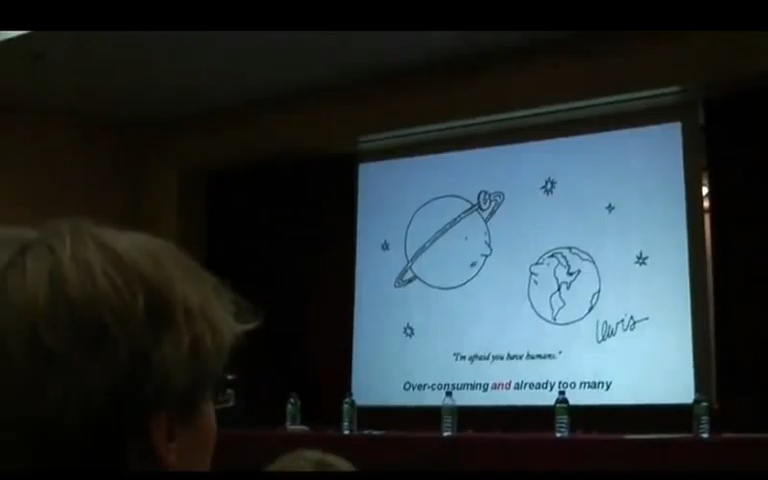 Lewis
"I'm afraid you have humans."
Over-consuming and already too many